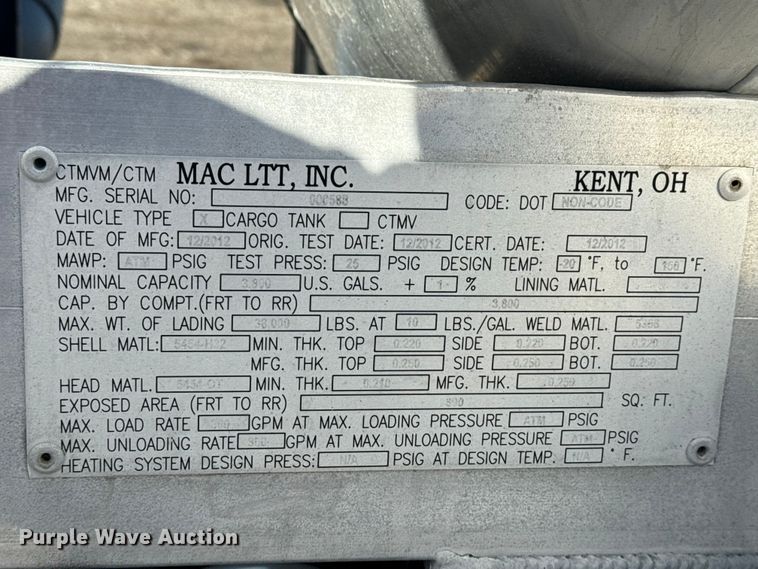 CTMVM/CTM MAC LTT, INC. KENT, OH
MFG. SERIAL NO: 000588 CODE: DOT NON-CODE
VEHICLE TYPE X CARGO TANK CTMV
DATE OF MFG: 12/2012 ORIG. TEST DATE: 12/2012 CERT. DATE: 12/2012
MAWP: ATM PSIG TEST PRESS: 25 PSIG DESIGN TEMP: -20 °F, to °F.
NOMINAL CAPACITY 3,800 U.S. GALS. + 1 % LINING MATL.
CAP. BY COMPT.(FRT TO RR) 3,800
MAX. WT. OF LADING 38,000 LBS. AT 10 LBS./GAL. WELD MATL.
SHELL MATL: 5454-H32 MIN. THK. TOP 0.220 SIDE 0.220 BOT. 0.220
MFG. THK. TOP 0.250 SIDE 0.250 BOT. 0.250
HEAD MATL. MIN. THK. 0.210 MFG. THK. 0.250
EXPOSED AREA (FRT TO RR) SQ. FT.
MAX. LOAD RATE GPM AT MAX. LOADING PRESSURE ATM PSIG
MAX. UNLOADING RATE GPM AT MAX. UNLOADING PRESSURE ATM PSIG
HEATING SYSTEM DESIGN PRESS: N/A PSIG AT DESIGN TEMP. N/A ° F.
Purple Wave Auction